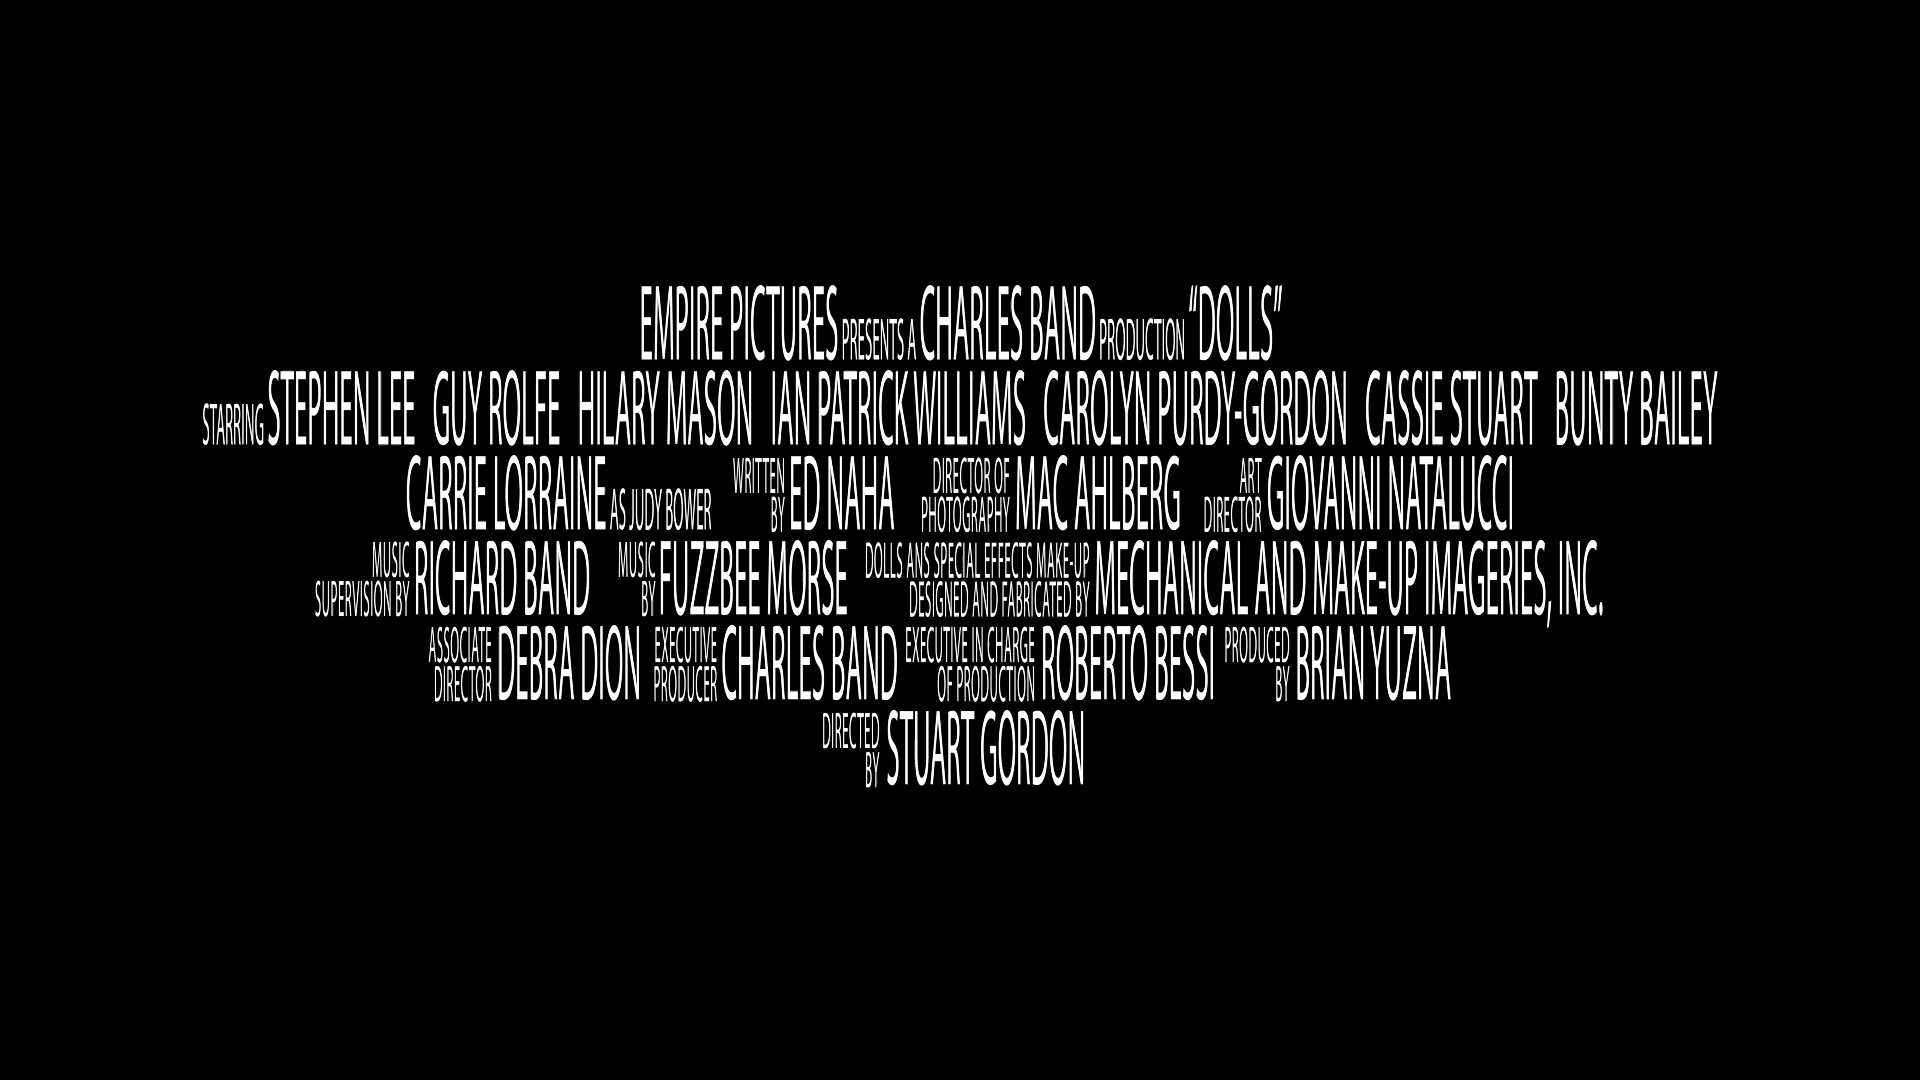 EMPIRE PICTURES PRESENTS A CHARLES BAND PRODUCTION “DOLLS”
STARRING STEPHEN LEE GUY ROLFE HILARY MASON IAN PATRICK WILLIAMS CAROLYN PURDY-GORDON CASSIE STUART BUNTY BAILEY
CARRIE LORRAINE AS JUDY BOWER WRITTEN BY ED NAHA DIRECTOR OF PHOTOGRAPHY MAC AHLBERG ART DIRECTOR GIOVANNI NATALUCCI
MUSIC SUPERVISION BY RICHARD BAND MUSIC BY FUZZBEE MORSE DOLLS ANS SPECIAL EFFECTS MAKE-UP DESIGNED AND FABRICATED BY MECHANICAL AND MAKE-UP IMAGERIES, INC.
ASSOCIATE DIRECTOR DEBRA DION EXECUTIVE PRODUCER CHARLES BAND EXECUTIVE IN CHARGE OF PRODUCTION ROBERTO BESSI PRODUCED BY BRIAN YUZNA
DIRECTED BY STUART GORDON